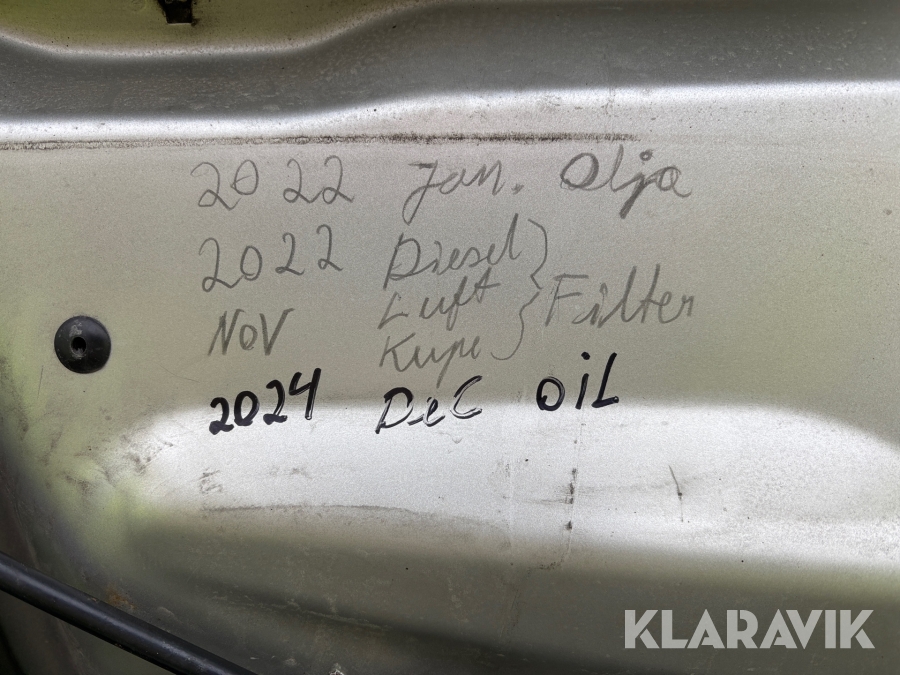 2022 Jan. Olja
2022 Diesel
Nov Luft } Filter
Kupe
2024 Dec OiL
KLARAVIK